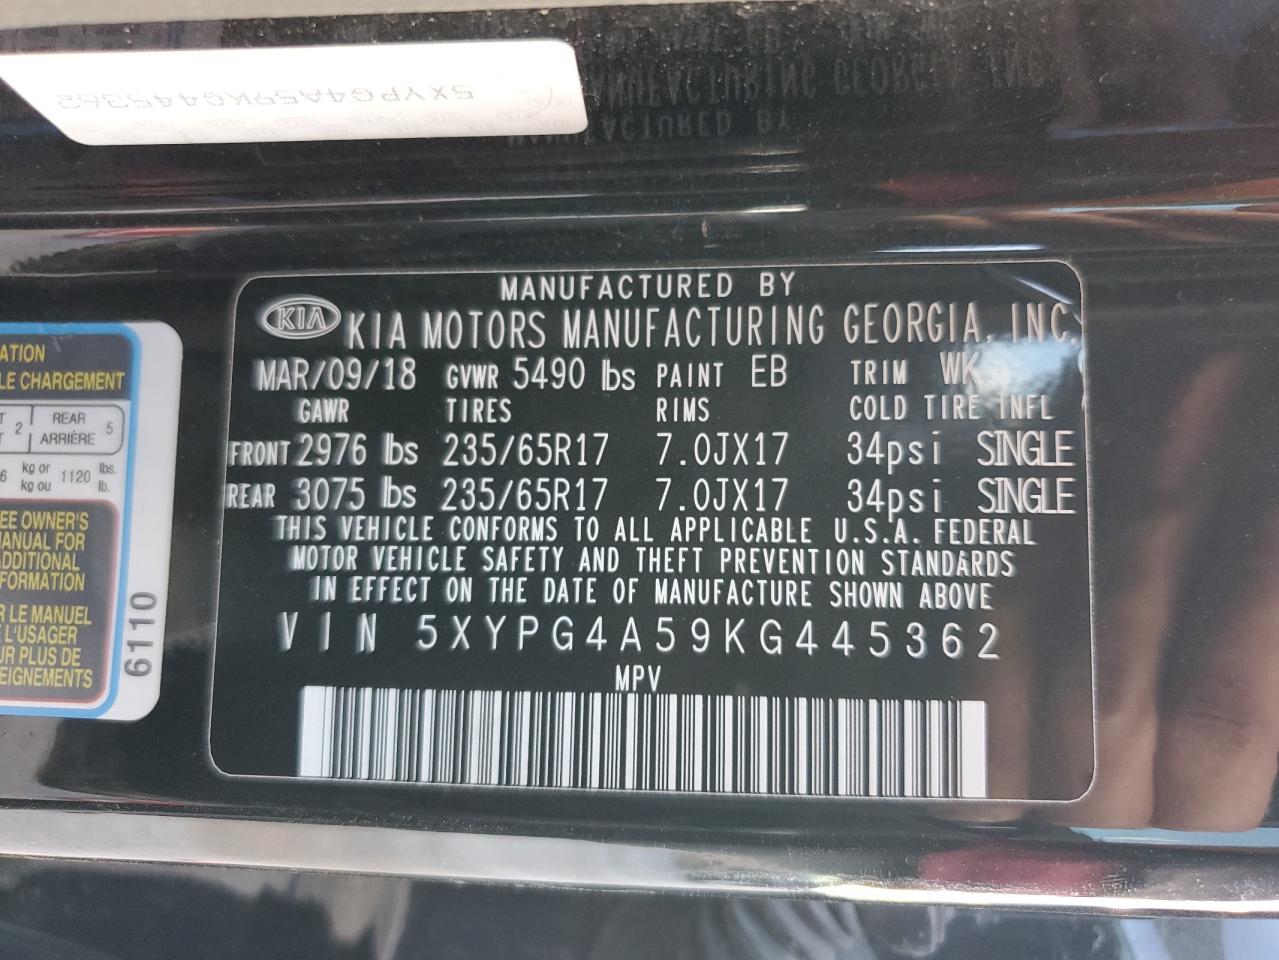 5XYPG4A59KG445362
MANUFACTURED BY
KIA
KIA MOTORS MANUFACTURING GEORGIA, INC.
MAR/09/18 GVWR 5490 lbs PAINT EB TRIM WK
GAWR TIRES RIMS COLD TIRE INFL
FRONT 2976 lbs 235/65R17 7.0JX17 34psi SINGLE
REAR 3075 lbs 235/65R17 7.0JX17 34psi SINGLE
THIS VEHICLE CONFORMS TO ALL APPLICABLE U.S.A. FEDERAL
MOTOR VEHICLE SAFETY AND THEFT PREVENTION STANDARDS
IN EFFECT ON THE DATE OF MANUFACTURE SHOWN ABOVE
VIN 5XYPG4A59KG445362
MPV
ATION
LE CHARGEMENT
T 2 REAR 5
T ARRIÈRE
6 kg or 1120 lbs.
kg ou lb.
EE OWNER'S
MANUAL FOR
ADDITIONAL
FORMATION
R LE MANUEL
E L'USAGER
UR PLUS DE
EIGNEMENTS
6110